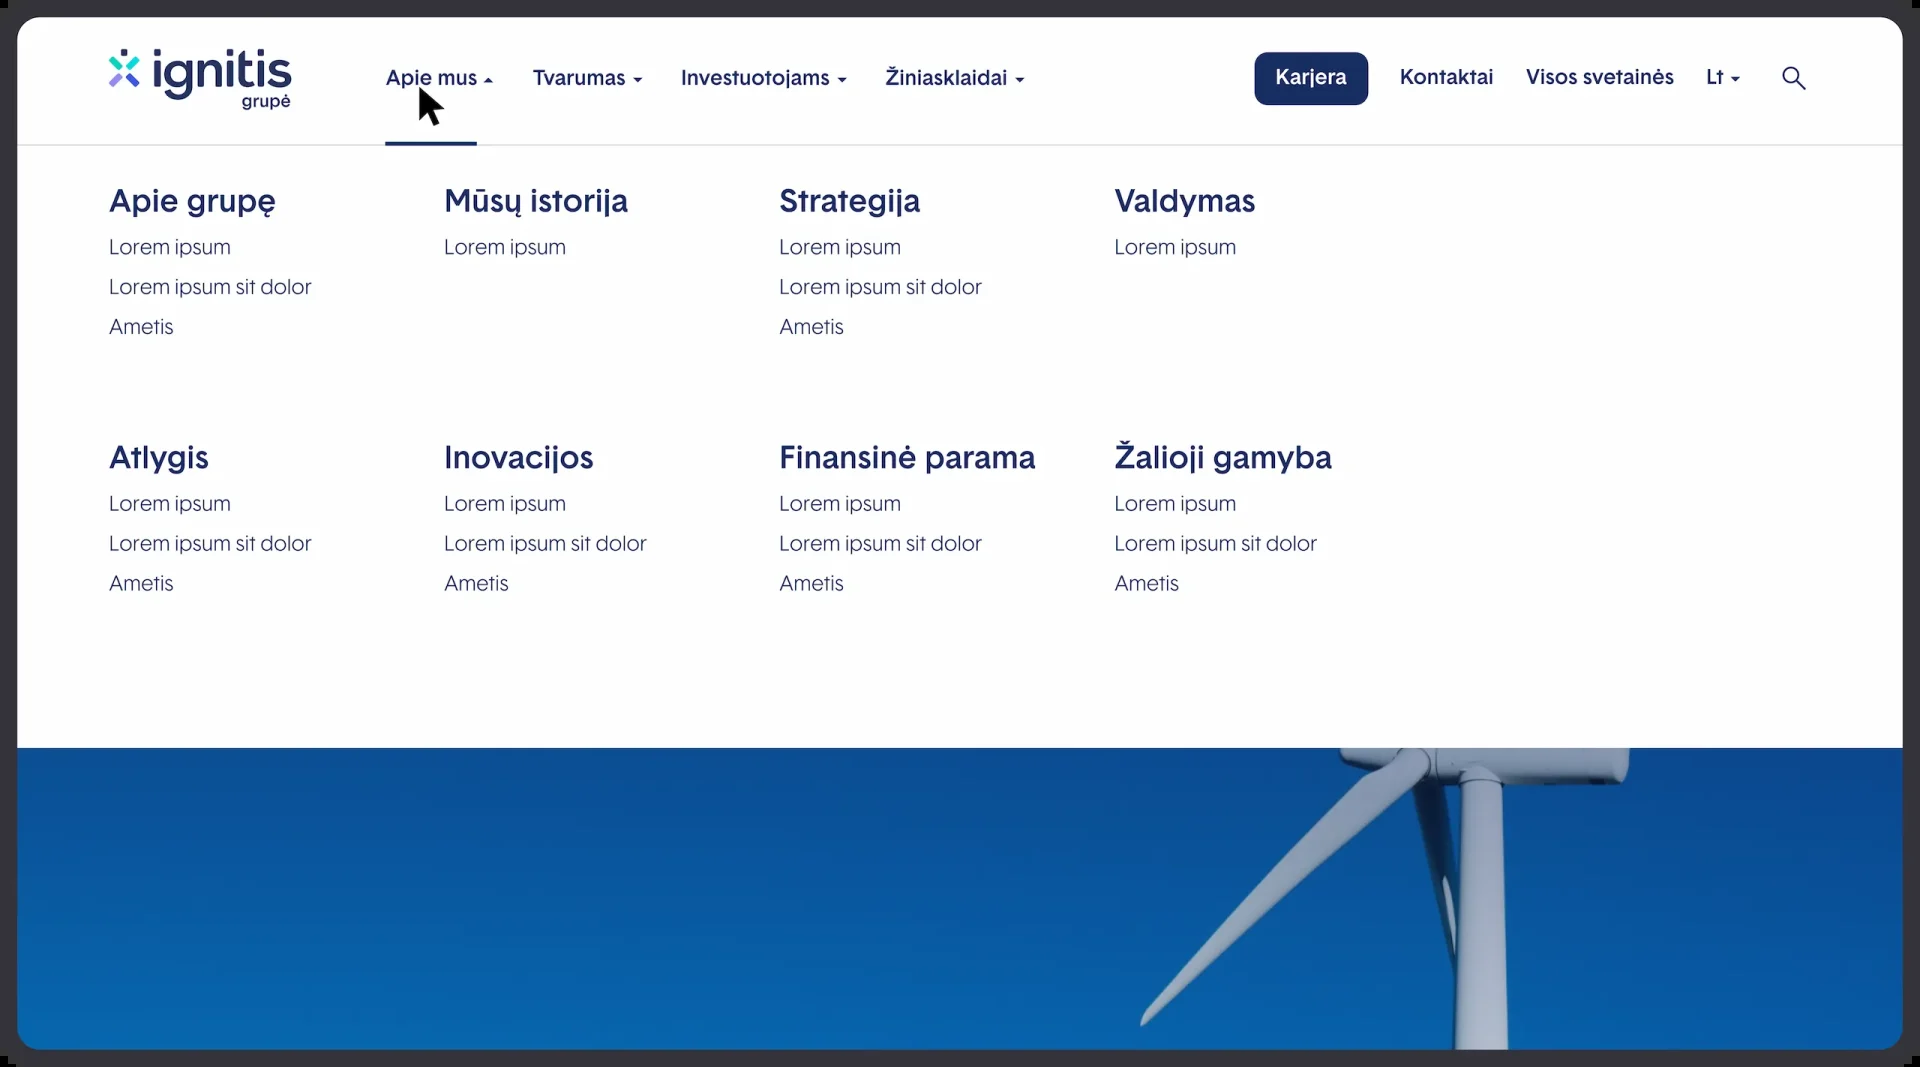 ignitis
grupė
Apie mus
Tvarumas
Investuotojams
Žiniasklaidai
Karjera
Kontaktai
Visos svetainės
Lt
Apie grupę
Lorem ipsum
Lorem ipsum sit dolor
Ametis
Mūsų istorija
Lorem ipsum
Strategija
Lorem ipsum
Lorem ipsum sit dolor
Ametis
Valdymas
Lorem ipsum
Atlygis
Lorem ipsum
Lorem ipsum sit dolor
Ametis
Inovacijos
Lorem ipsum
Lorem ipsum sit dolor
Ametis
Finansinė parama
Lorem ipsum
Lorem ipsum sit dolor
Ametis
Žalioji gamyba
Lorem ipsum
Lorem ipsum sit dolor
Ametis